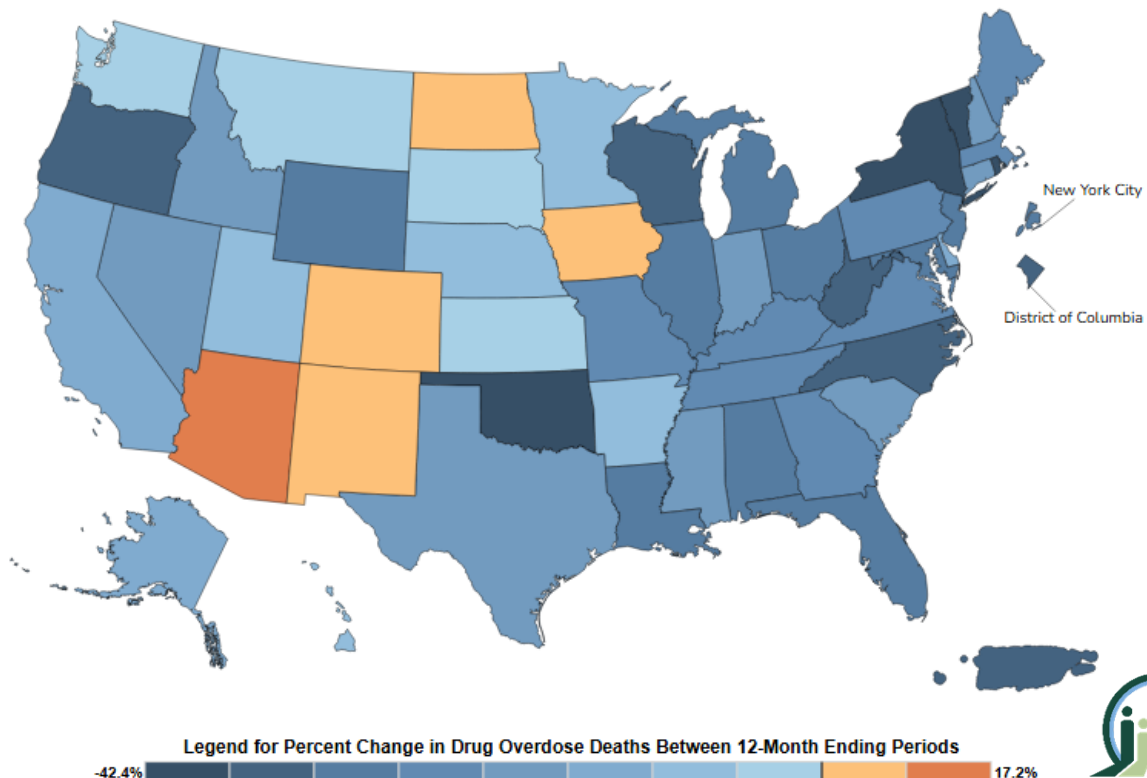 New York City
District of Columbia
Legend for Percent Change in Drug Overdose Deaths Between 12-Month Ending Periods
-42.4%
17.2%